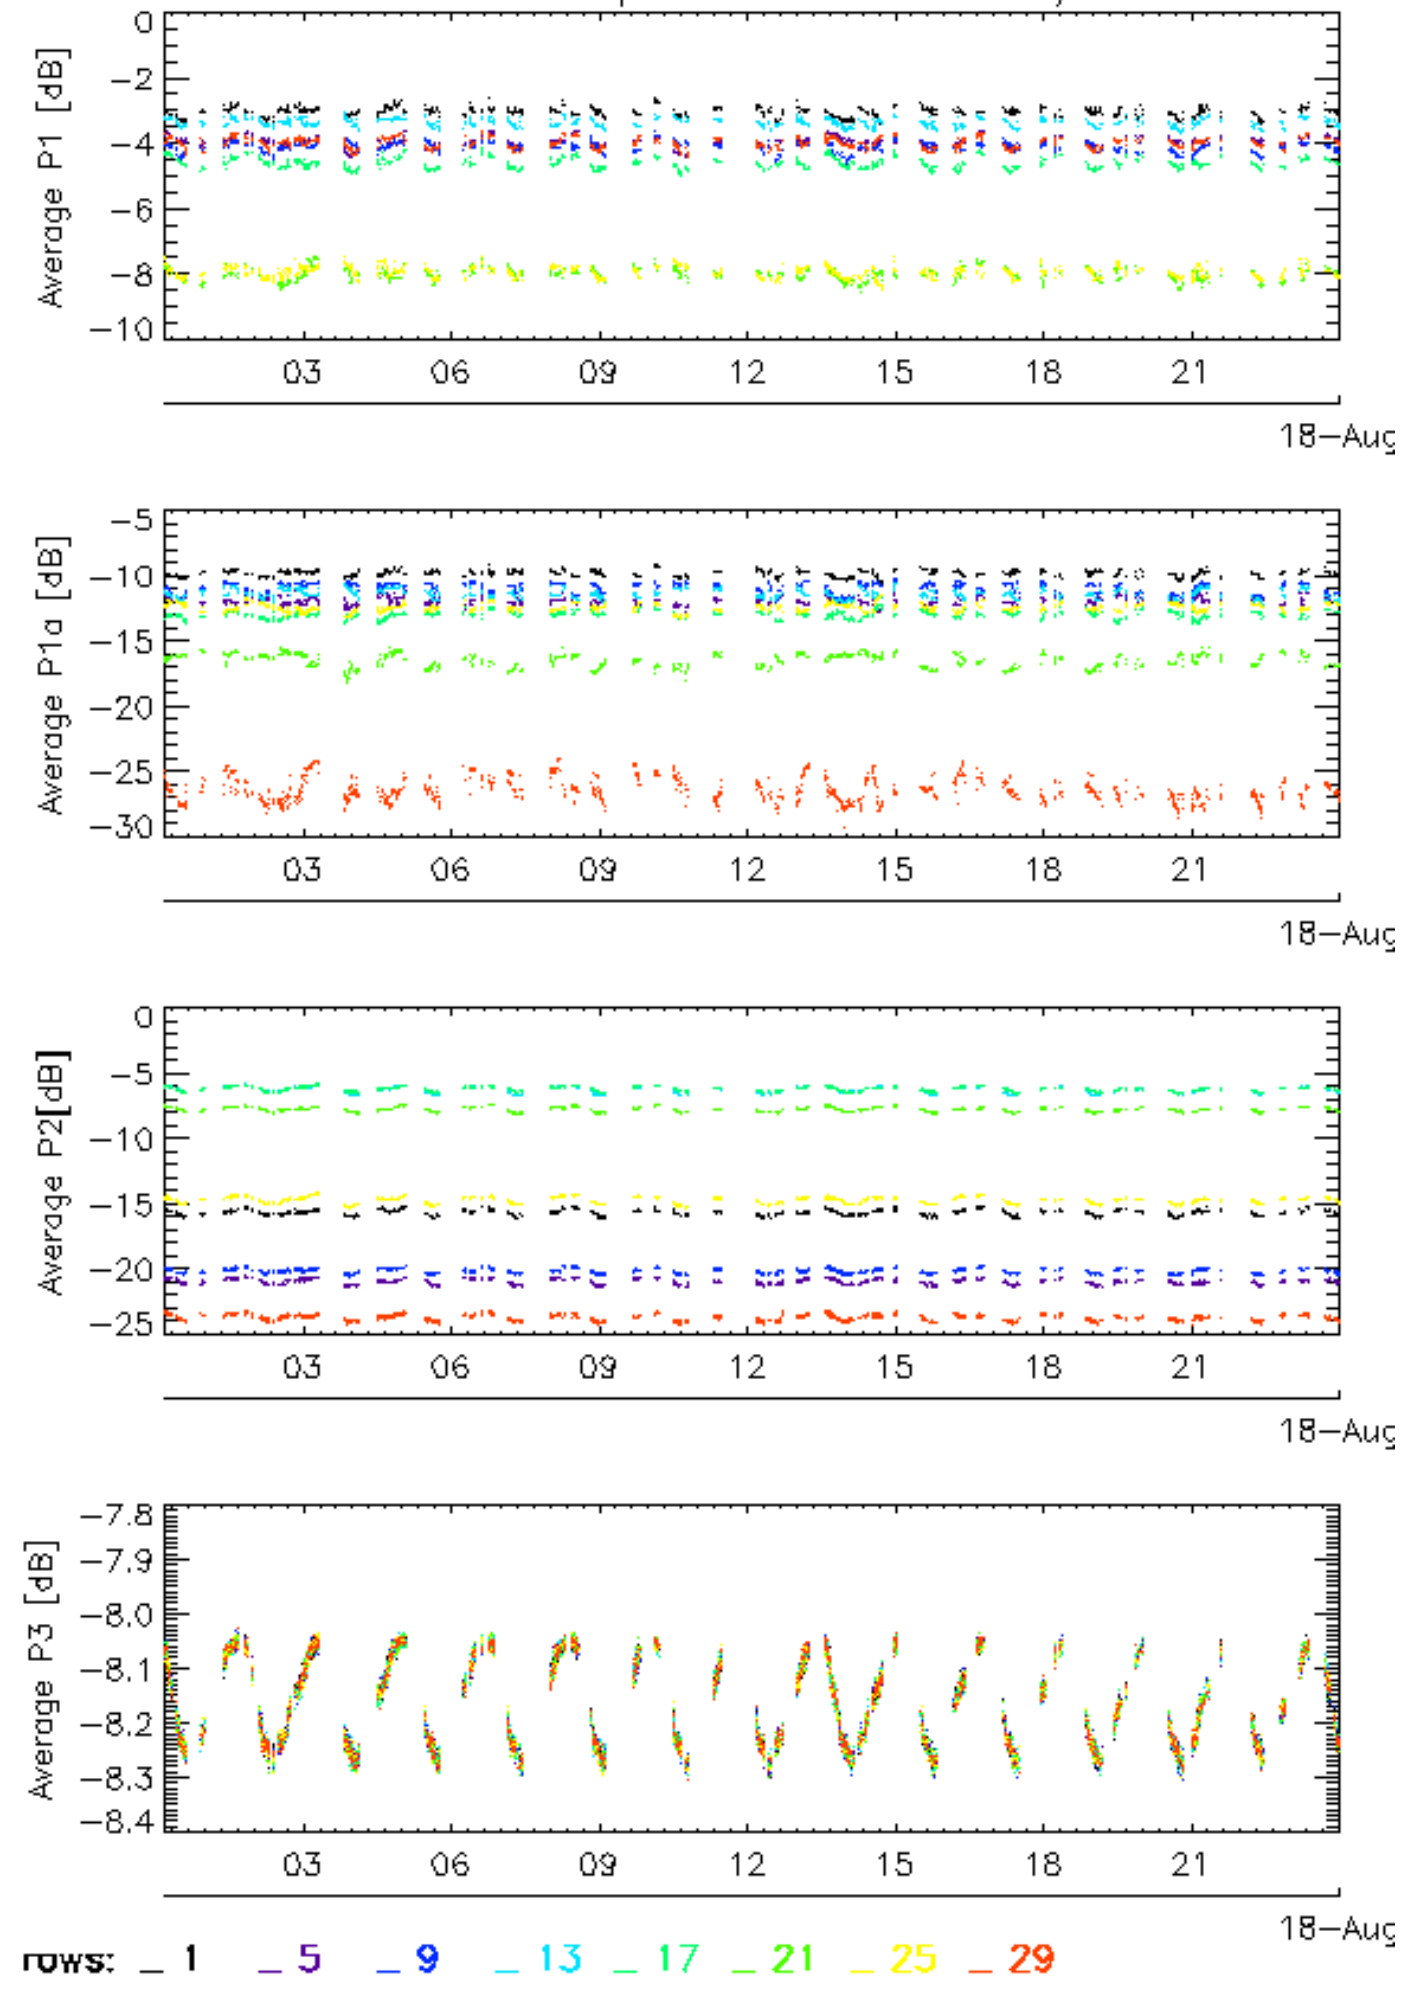 0
−2
−4
−6
−8
−10
Average P1 [dB]
03 06 09 12 15 18 21
18−Aug
−5
−10
−15
−20
−25
−30
Average P1a [dB]
03 06 09 12 15 18 21
18−Aug
0
−5
−10
−15
−20
−25
Average P2[dB]
03 06 09 12 15 18 21
18−Aug
−7.8
−7.9
−8.0
−8.1
−8.2
−8.3
−8.4
Average P3 [dB]
03 06 09 12 15 18 21
18−Aug
rows: _ 1 _ 5 _ 9 _ 13 _ 17 _ 21 _ 25 _ 29